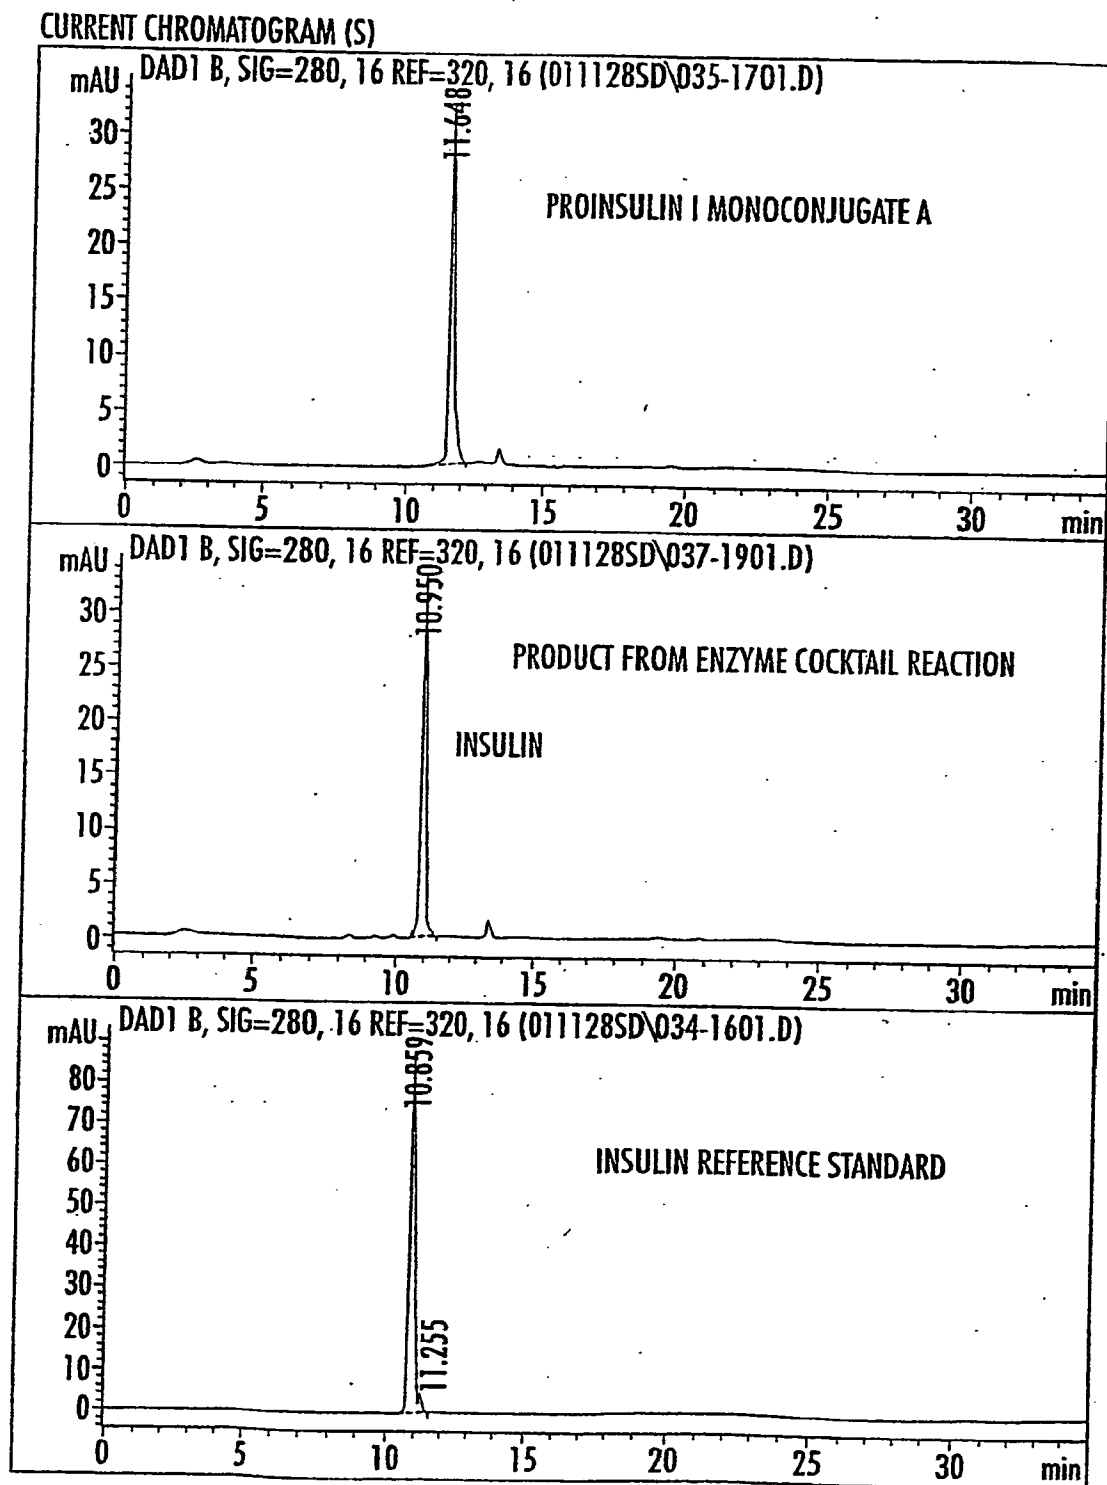 CURRENT CHROMATOGRAM (S)
mAU DAD1 B, SIG=280, 16 REF=320, 16 (011128SD\035-1701.D)
11.648
30
25
PROINSULIN I MONOCONJUGATE A
20
15
10
5
0
0 5 10 15 20 25 30 min
mAU DAD1 B, SIG=280, 16 REF=320, 16 (011128SD\037-1901.D)
10.950
30
25
PRODUCT FROM ENZYME COCKTAIL REACTION
20
INSULIN
15
10
5
0
0 5 10 15 20 25 30 min
mAU DAD1 B, SIG=280, 16 REF=320, 16 (011128SD\034-1601.D)
10.859
80
70
60
INSULIN REFERENCE STANDARD
50
40
30
20
11.255
10
0
0 5 10 15 20 25 30 min